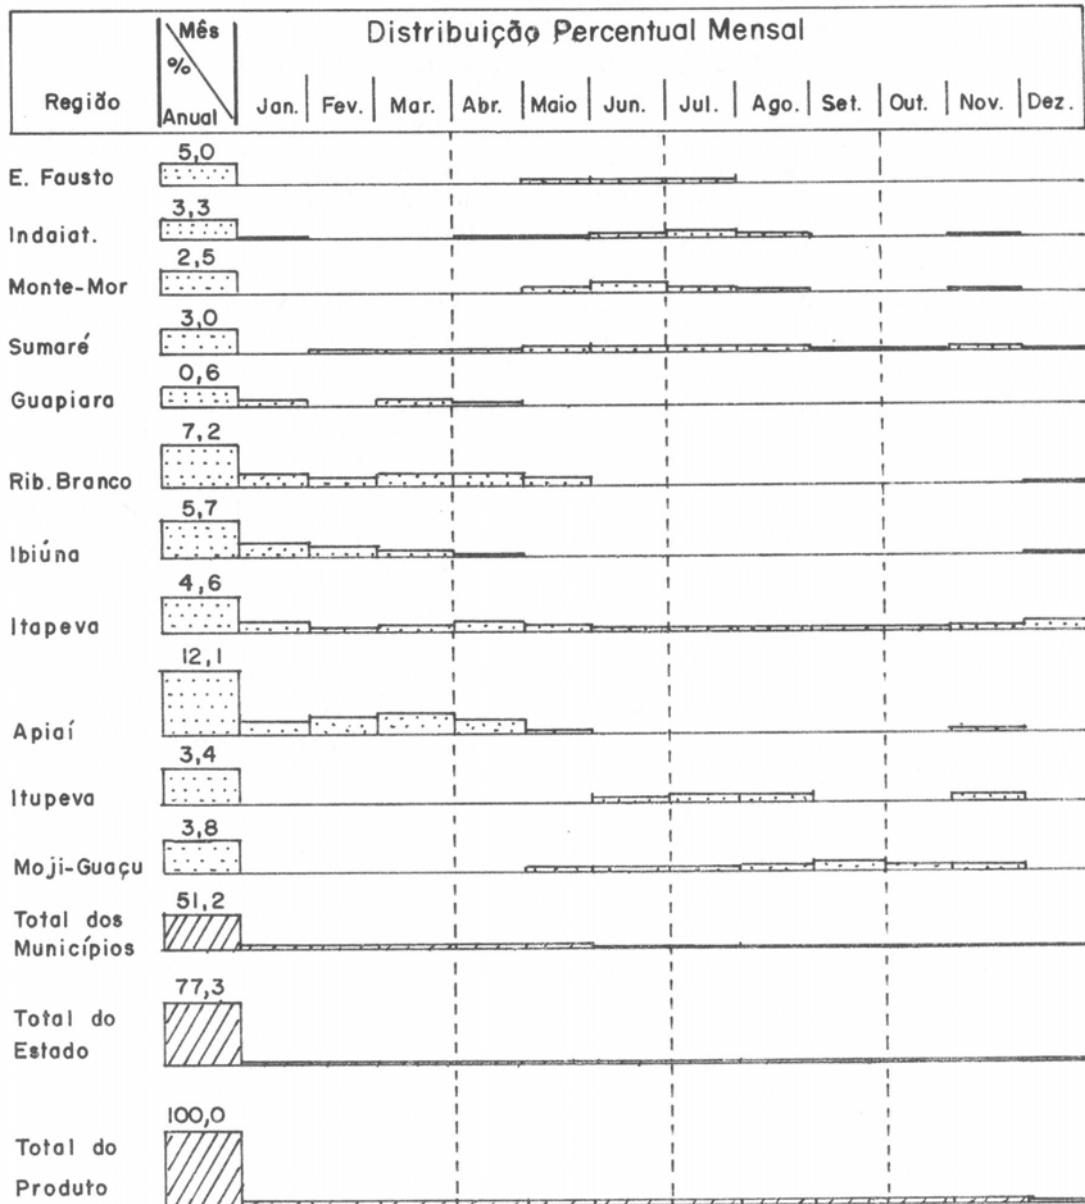 Distribuição Percentual Mensal
Mês
%
Anual
Região
Jan. Fev. Mar. Abr. Maio Jun. Jul. Ago. Set. Out. Nov. Dez.
5,0
E. Fausto
3,3
Indaiat.
2,5
Monte-Mor
3,0
Sumaré
0,6
Guapiara
7,2
Rib. Branco
5,7
Ibiúna
4,6
Itapeva
12,1
Apiaí
3,4
Itupeva
3,8
Moji-Guaçu
51,2
Total dos
Municípios
77,3
Total do
Estado
100,0
Total do
Produto